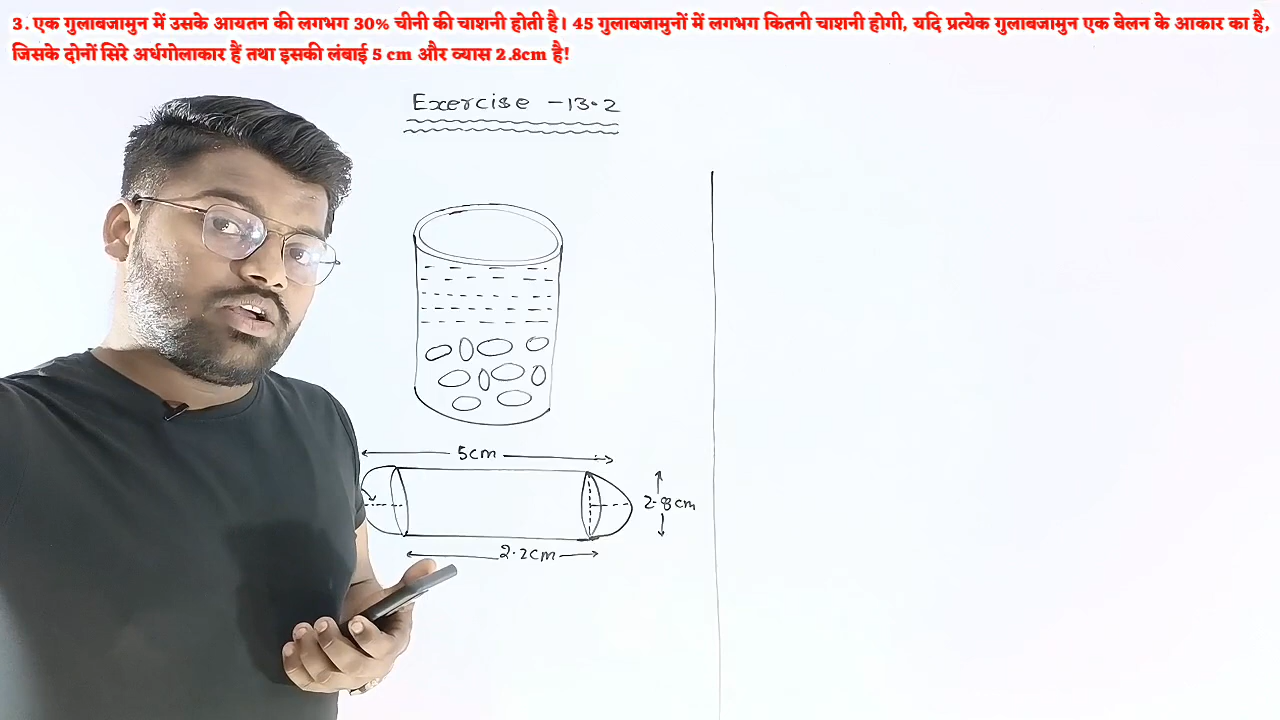 3. एक गुलाबजामुन में उसके आयतन की लगभग 30% चीनी की चाशनी होती है। 45 गुलाबजामुनों में लगभग कितनी चाशनी होगी, यदि प्रत्येक गुलाबजामुन एक बेलन के आकार का है,
जिसके दोनों सिरे अर्धगोलाकार हैं तथा इसकी लंबाई 5 cm और व्यास 2.8cm है!
Exercise -13.2
5cm
2.8cm
2.2cm